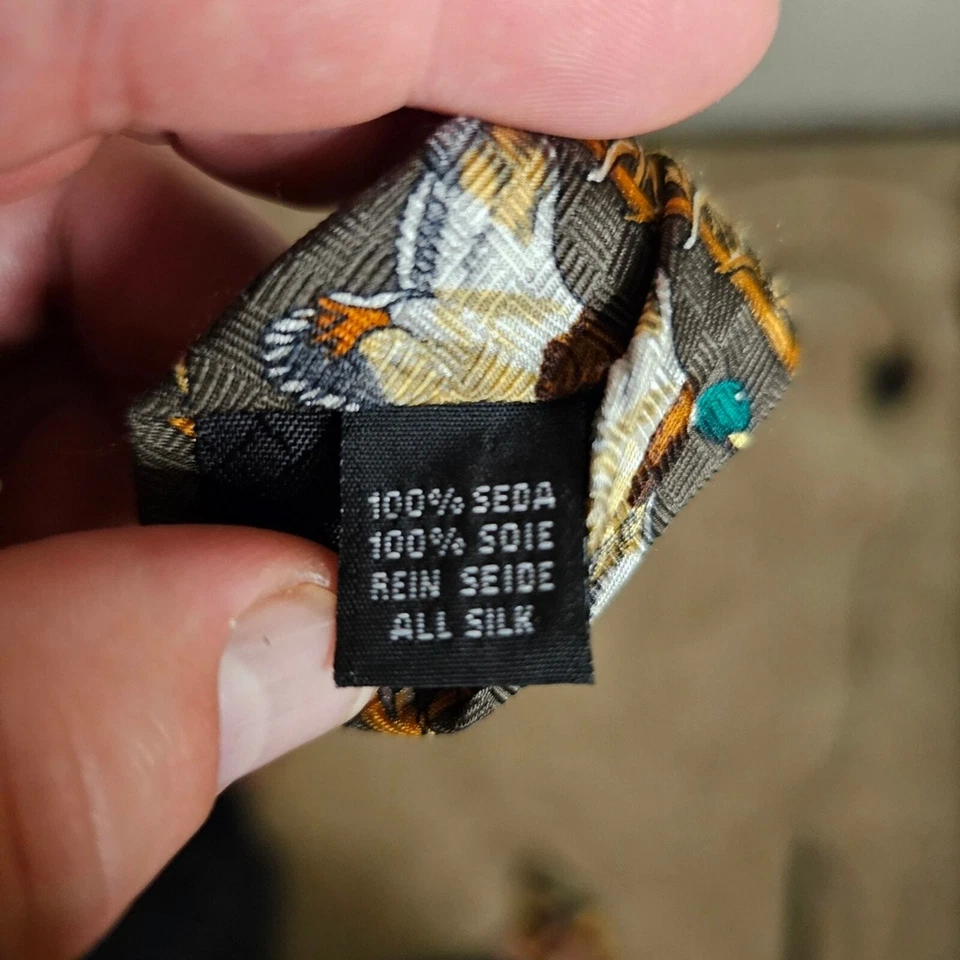 100% SEDA
100% SOIE
REIN SEIDE
ALL SILK